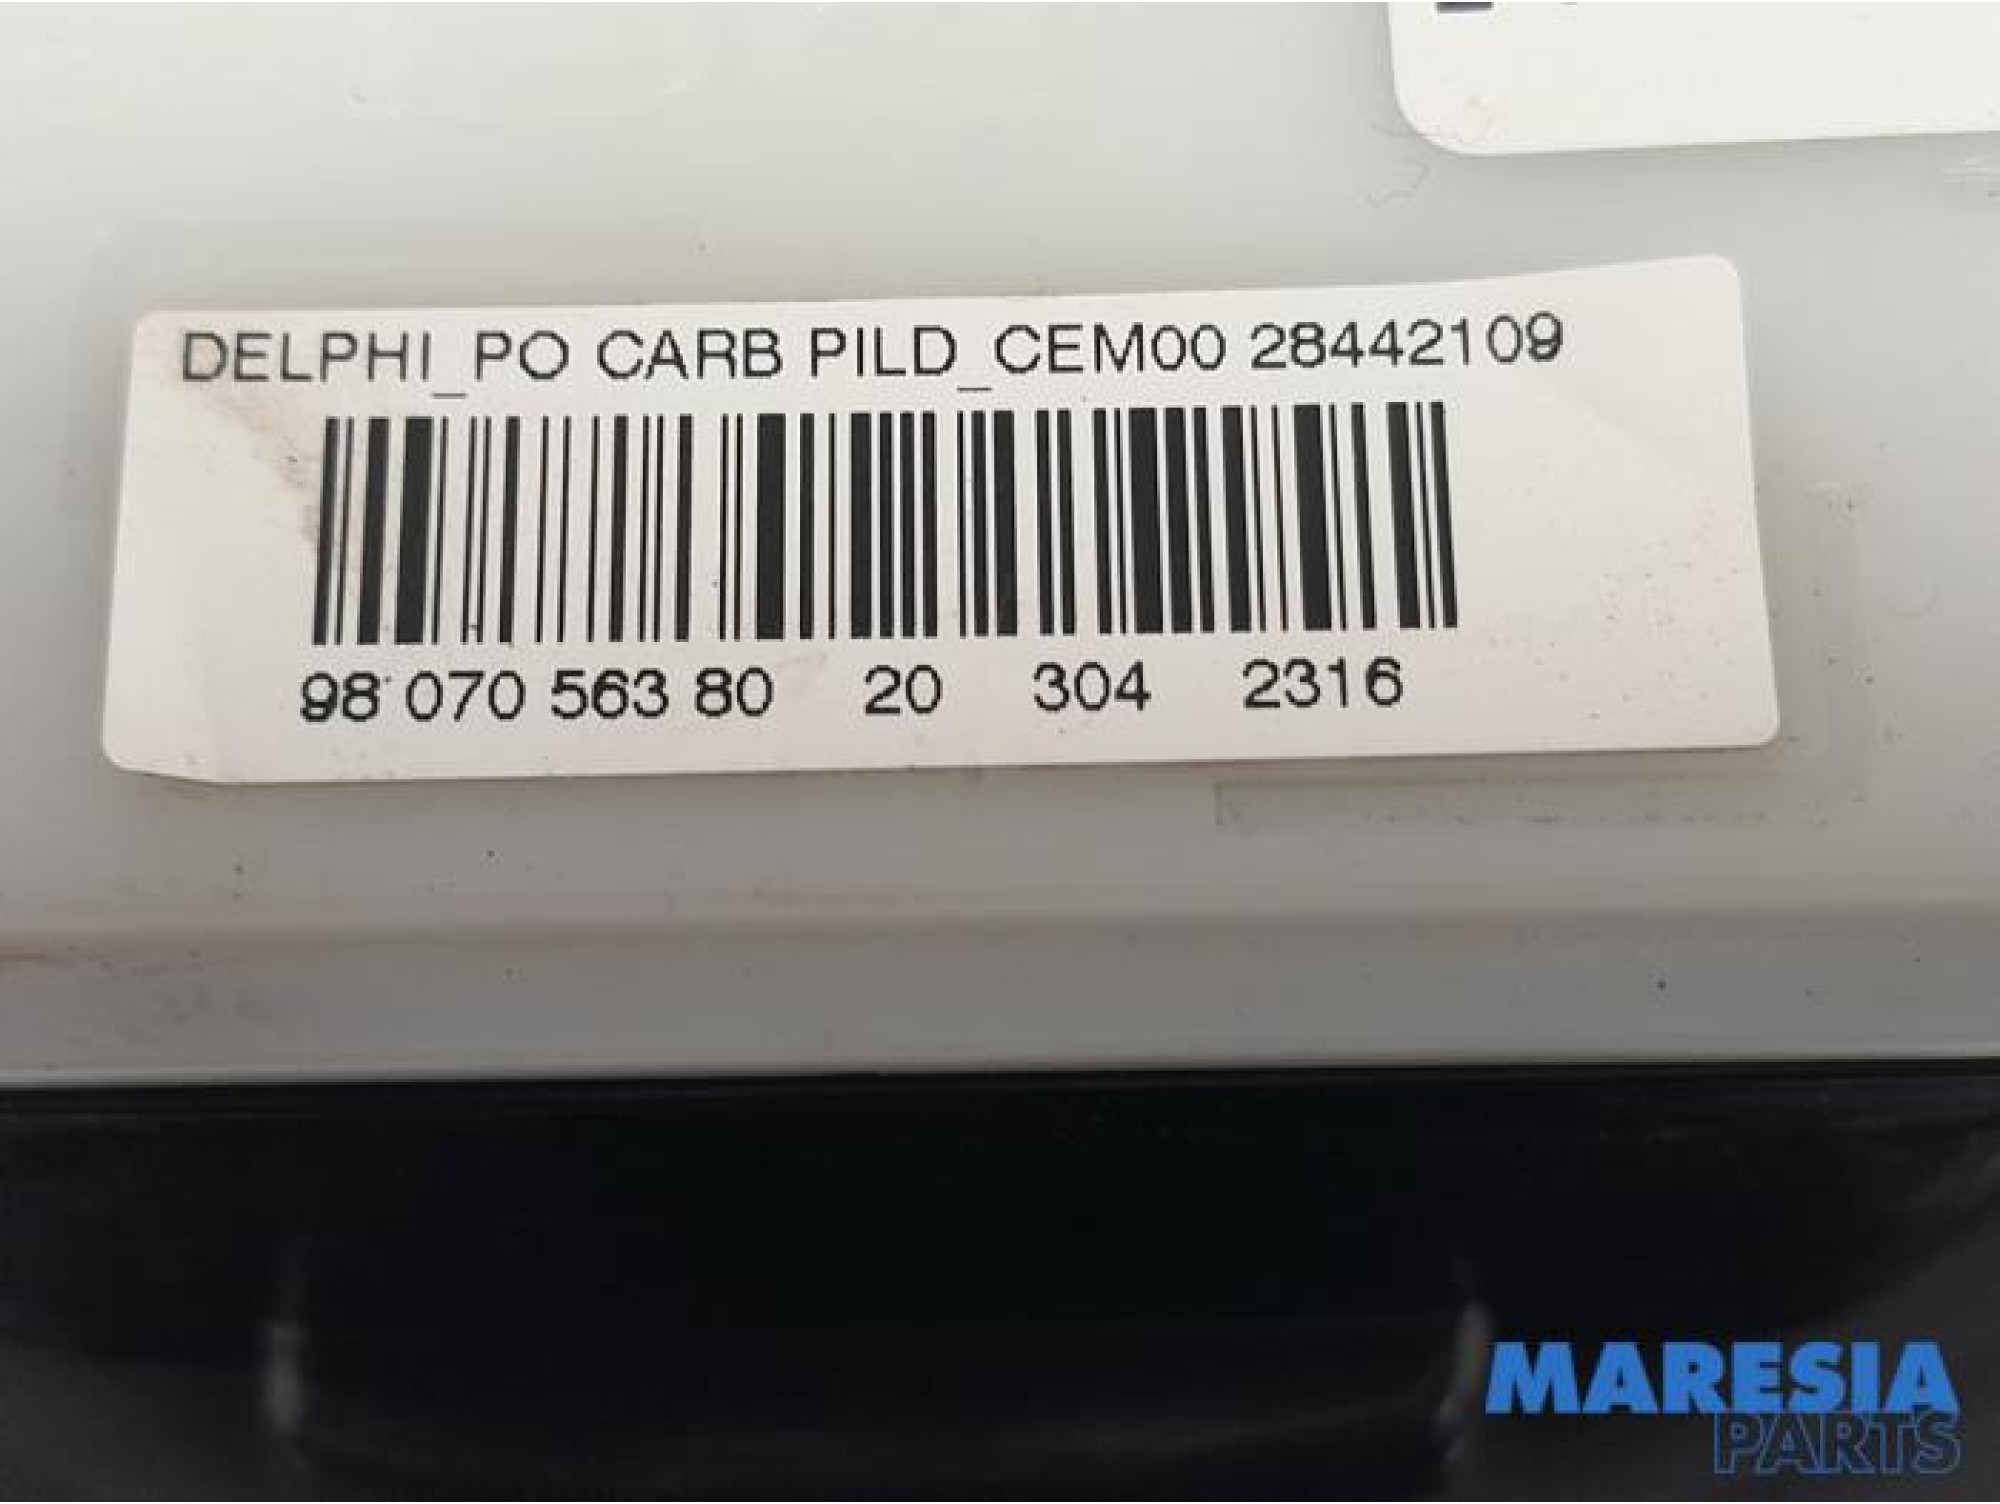 DELPHI_PO CARB PILD_CEM00 28442109
98 070 563 80 20 304 2316
MARESIA
PARTS